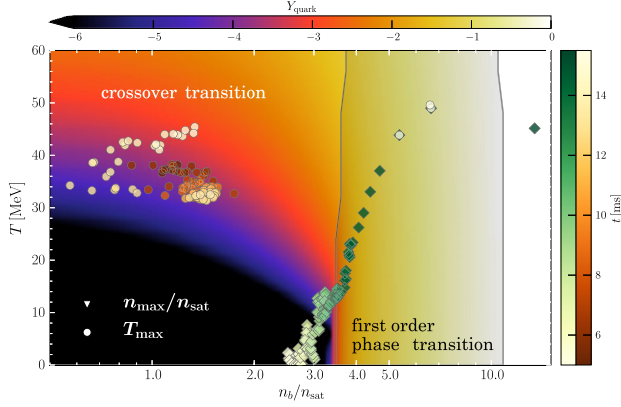 Y_quark
−6 −5 −4 −3 −2 −1 0
60
50
40
30
20
10
0
T [MeV]
crossover transition
n_max/n_sat
T_max
first order
phase transition
1.0 2.0 3.0 4.0 5.0 10.0
n_b/n_sat
14
12
10
8
6
t [ms]